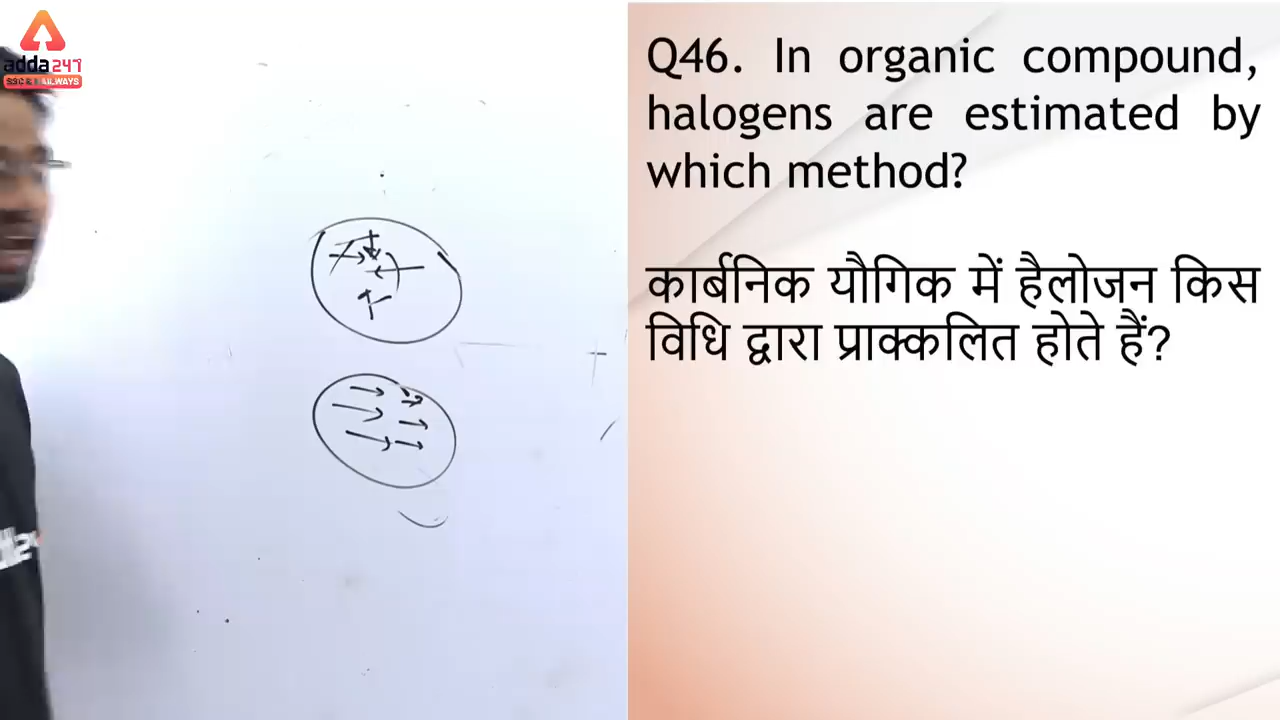 adda247
SSC & RAILWAYS
Q46. In organic compound,
halogens are estimated by
which method?
कार्बनिक यौगिक में हैलोजन किस
विधि द्वारा प्राक्कलित होते हैं?